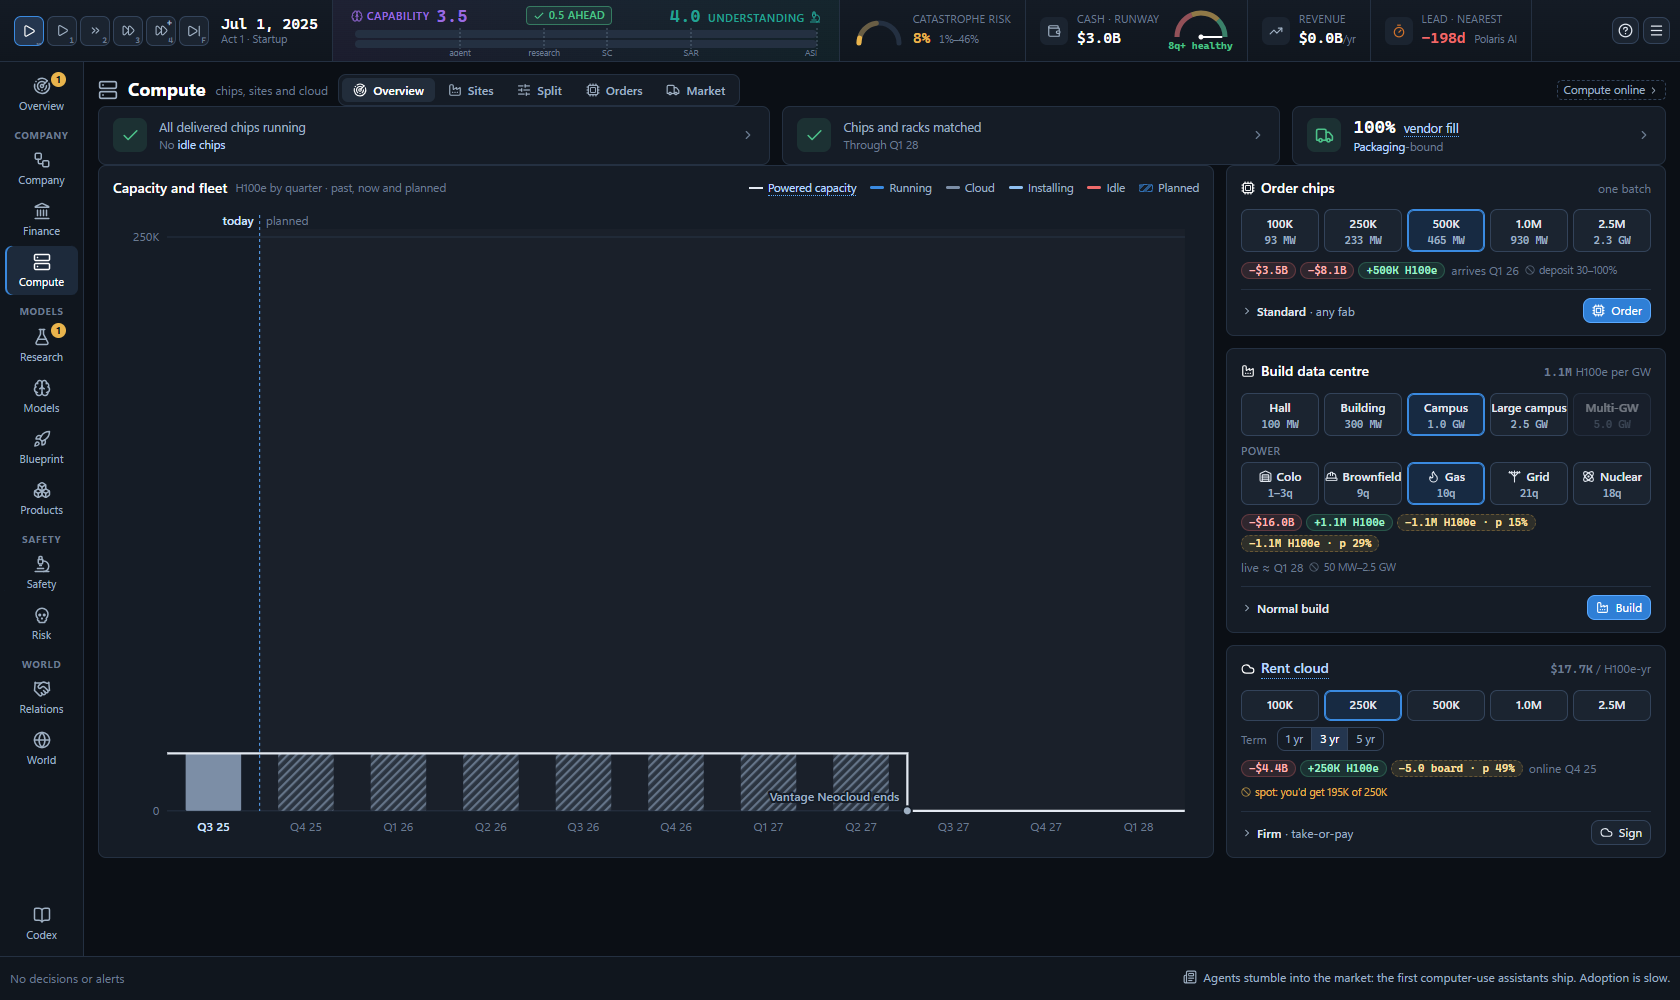 1
2
3
4
F
Jul 1, 2025
Act 1 · Startup
CAPABILITY 3.5
0.5 AHEAD
4.0 UNDERSTANDING
agent
research
SC
SAR
ASI
CATASTROPHE RISK
8% 1%–46%
CASH · RUNWAY
$3.0B
8q+ healthy
REVENUE
$0.0B/yr
LEAD · NEAREST
−198d Polaris AI
1
Overview
COMPANY
Company
Finance
Compute
MODELS
1
Research
Models
Blueprint
Products
SAFETY
Safety
Risk
WORLD
Relations
World
Codex
Compute chips, sites and cloud
Overview
Sites
Split
Orders
Market
Compute online
All delivered chips running
No idle chips
Chips and racks matched
Through Q1 28
100% vendor fill
Packaging-bound
Capacity and fleet H100e by quarter · past, now and planned
Powered capacity
Running
Cloud
Installing
Idle
Planned
today
planned
250K
0
Vantage Neocloud ends
Q3 25
Q4 25
Q1 26
Q2 26
Q3 26
Q4 26
Q1 27
Q2 27
Q3 27
Q4 27
Q1 28
Order chips one batch
100K
93 MW
250K
233 MW
500K
465 MW
1.0M
930 MW
2.5M
2.3 GW
−$3.5B
−$8.1B
+500K H100e
arrives Q1 26
deposit 30–100%
Standard · any fab
Order
Build data centre 1.1M H100e per GW
Hall
100 MW
Building
300 MW
Campus
1.0 GW
Large campus
2.5 GW
Multi-GW
5.0 GW
POWER
Colo
1–3q
Brownfield
9q
Gas
10q
Grid
21q
Nuclear
18q
−$16.0B
+1.1M H100e
−1.1M H100e · p 15%
−1.1M H100e · p 29%
live ≈ Q1 28
50 MW–2.5 GW
Normal build
Build
Rent cloud $17.7K / H100e-yr
100K
250K
500K
1.0M
2.5M
Term
1 yr
3 yr
5 yr
−$4.4B
+250K H100e
−5.0 board · p 49%
online Q4 25
spot: you'd get 195K of 250K
Firm · take-or-pay
Sign
No decisions or alerts
Agents stumble into the market: the first computer-use assistants ship. Adoption is slow.